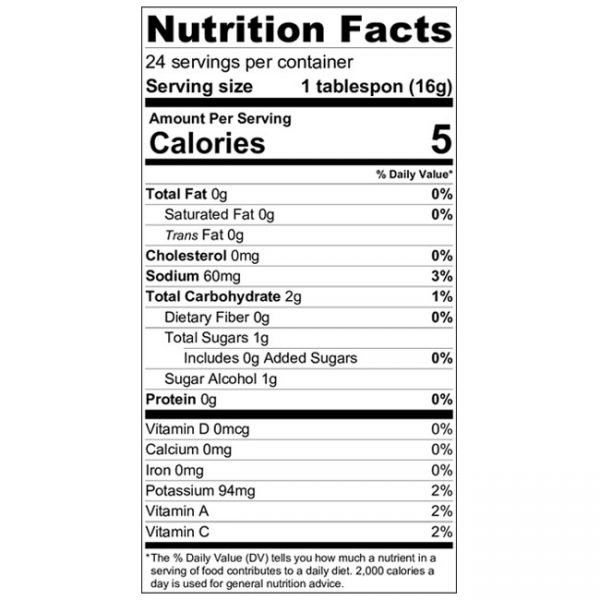 Nutrition Facts
24 servings per container
Serving size 1 tablespon (16g)
Amount Per Serving
Calories 5
% Daily Value*
Total Fat 0g 0%
Saturated Fat 0g 0%
Trans Fat 0g
Cholesterol 0mg 0%
Sodium 60mg 3%
Total Carbohydrate 2g 1%
Dietary Fiber 0g 0%
Total Sugars 1g
Includes 0g Added Sugars 0%
Sugar Alcohol 1g
Protein 0g 0%
Vitamin D 0mcg 0%
Calcium 0mg 0%
Iron 0mg 0%
Potassium 94mg 2%
Vitamin A 2%
Vitamin C 2%
*The % Daily Value (DV) tells you how much a nutrient in a
serving of food contributes to a daily diet. 2,000 calories a
day is used for general nutrition advice.